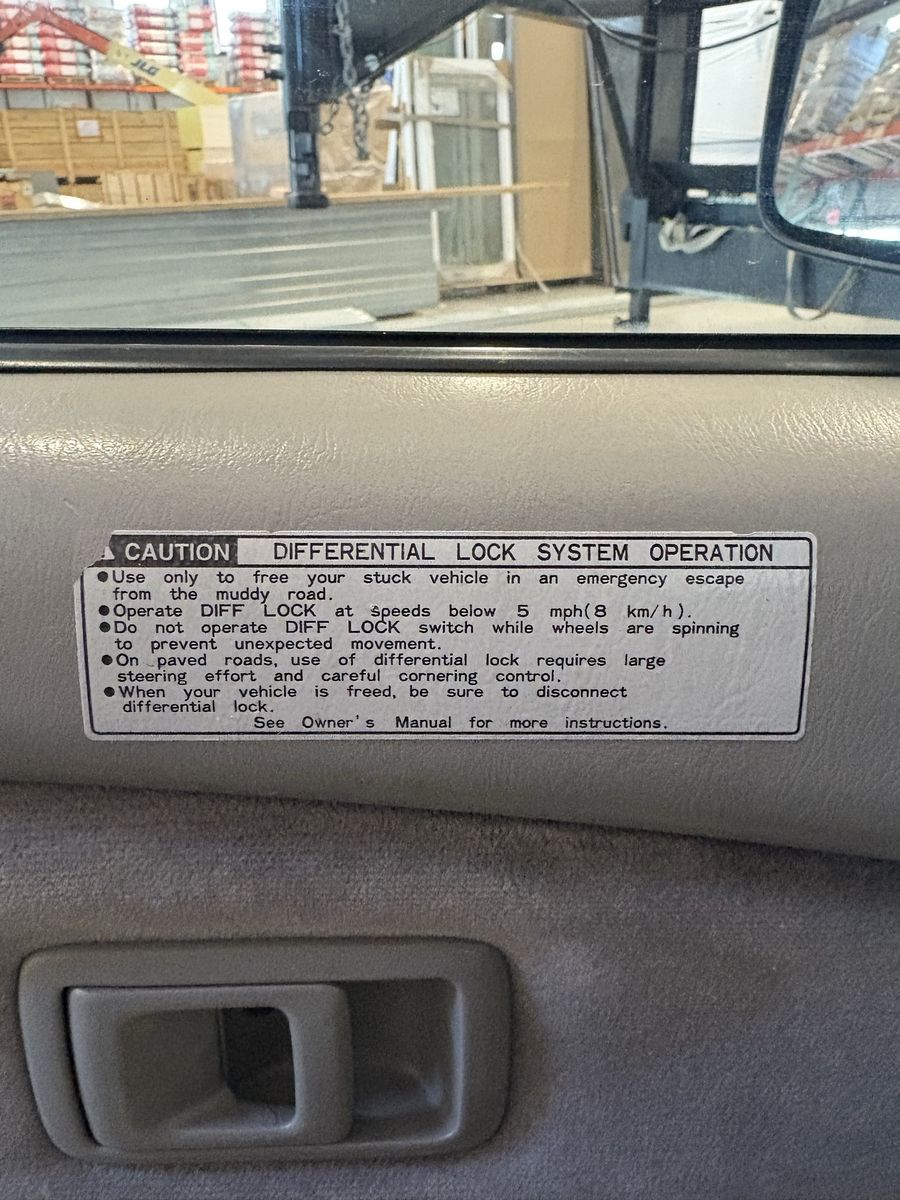 JLG
CAUTION DIFFERENTIAL LOCK SYSTEM OPERATION
●Use only to free your stuck vehicle in an emergency escape
from the muddy road.
●Operate DIFF LOCK at speeds below 5 mph(8 km/h).
●Do not operate DIFF LOCK switch while wheels are spinning
to prevent unexpected movement.
●On paved roads, use of differential lock requires large
steering effort and careful cornering control.
●When your vehicle is freed, be sure to disconnect
differential lock.
See Owner's Manual for more instructions.